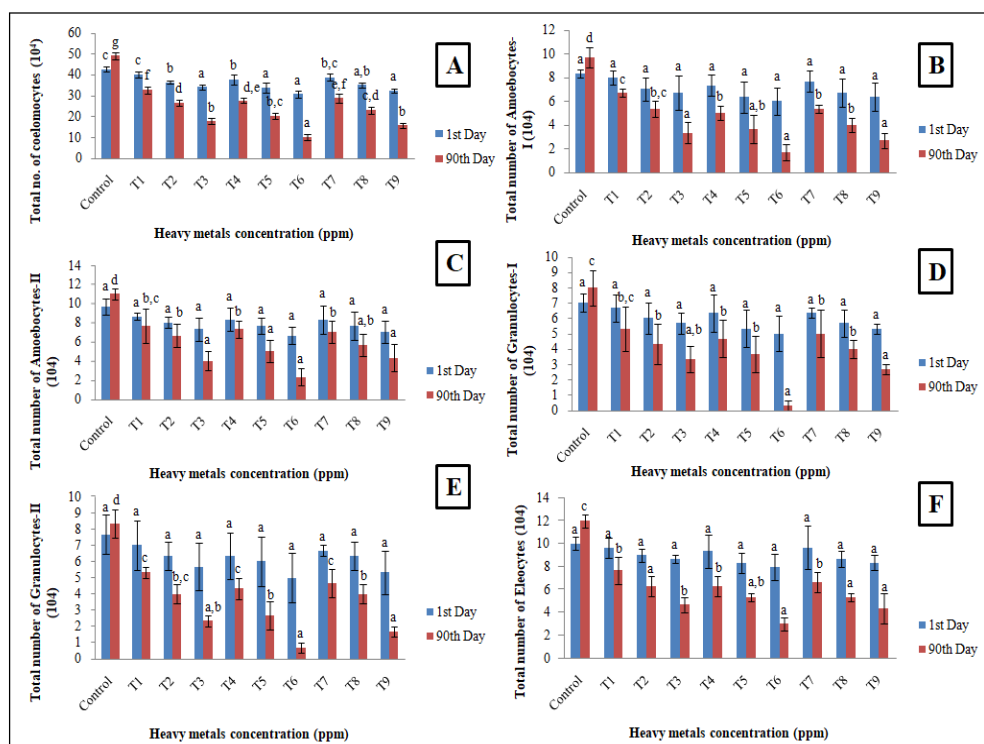 A
Total no. of coelomocytes (10⁴)
60
50
40
30
20
10
0
c g c f b d a b a d,e a b,c a a b,c e,f a,b c,d a b
Control T1 T2 T3 T4 T5 T6 T7 T8 T9
Heavy metals concentration (ppm)
1st Day
90th Day
B
Total number of Amoebocytes-
I (104)
12
10
8
6
4
2
0
a d a c a b,c a a a b a a,b a a a b a b a a
Control T1 T2 T3 T4 T5 T6 T7 T8 T9
Heavy metals concentration (ppm)
1st Day
90th Day
C
Total number of Amoebocytes-II
(104)
14
12
10
8
6
4
2
0
a d a b,c a b a a a b a a a a a b a a,b a a
Control T1 T2 T3 T4 T5 T6 T7 T8 T9
Heavy metals concentration (ppm)
1st Day
90th Day
D
Total number of Granulocytes-I
(104)
10
9
8
7
6
5
4
3
2
1
0
a c a b,c a b a a,b a b a b a a a b a b a a
Control T1 T2 T3 T4 T5 T6 T7 T8 T9
Heavy metals concentration (ppm)
1st Day
90th Day
E
Total number of Granulocytes-II
(104)
10
9
8
7
6
5
4
3
2
1
0
a d a c a b,c a a,b a c a b a a a c a b a a
Control T1 T2 T3 T4 T5 T6 T7 T8 T9
Heavy metals concentration (ppm)
1st Day
90th Day
F
Total number of Eleocytes (104)
14
12
10
8
6
4
2
0
a c a b a b a a,b a b a a,b a a a b a a a a
Control T1 T2 T3 T4 T5 T6 T7 T8 T9
Heavy metals concentration (ppm)
1st Day
90th Day